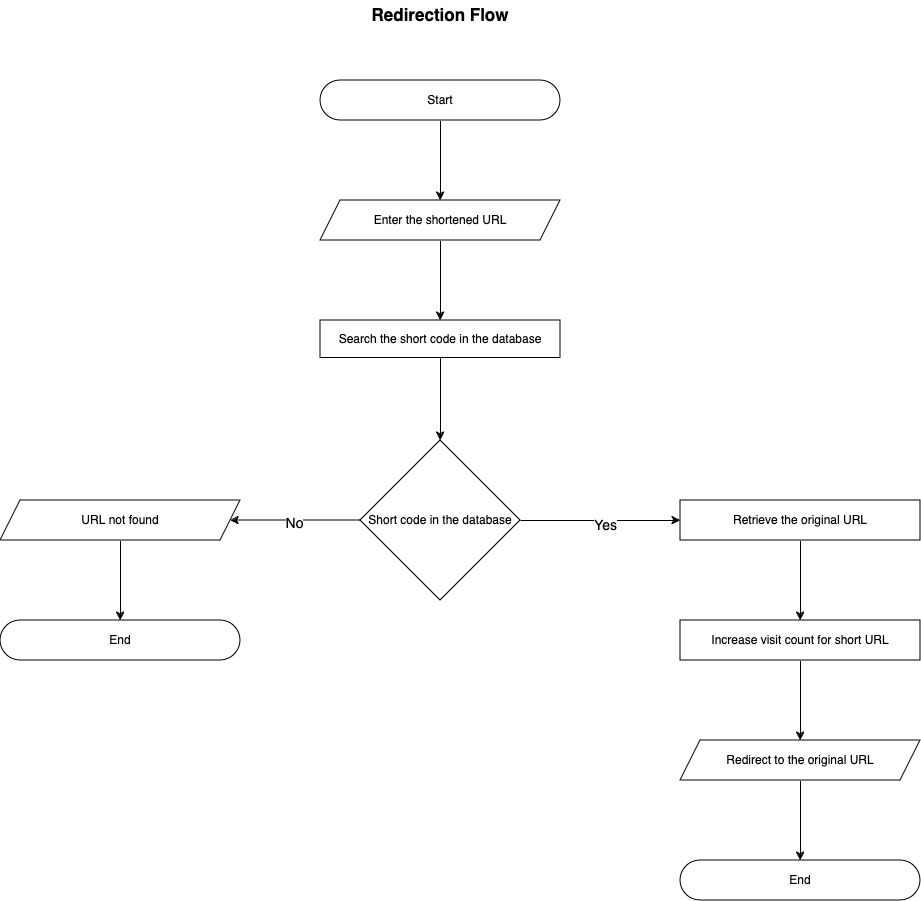 Redirection Flow
Start
Enter the shortened URL
Search the short code in the database
Short code in the database
No
Yes
URL not found
End
Retrieve the original URL
Increase visit count for short URL
Redirect to the original URL
End